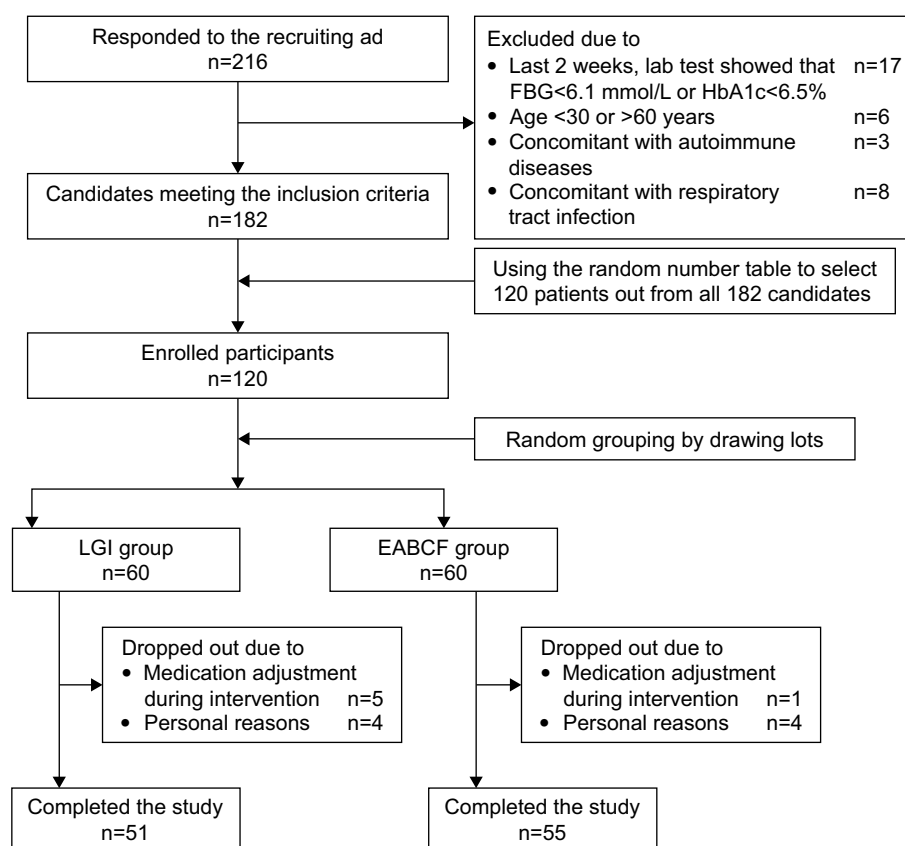 Responded to the recruiting ad
n=216
Excluded due to
• Last 2 weeks, lab test showed that n=17
FBG<6.1 mmol/L or HbA1c<6.5%
• Age <30 or >60 years n=6
• Concomitant with autoimmune n=3
diseases
• Concomitant with respiratory n=8
tract infection
Candidates meeting the inclusion criteria
n=182
Using the random number table to select
120 patients out from all 182 candidates
Enrolled participants
n=120
Random grouping by drawing lots
LGI group
n=60
EABCF group
n=60
Dropped out due to
• Medication adjustment
during intervention n=5
• Personal reasons n=4
Dropped out due to
• Medication adjustment
during intervention n=1
• Personal reasons n=4
Completed the study
n=51
Completed the study
n=55